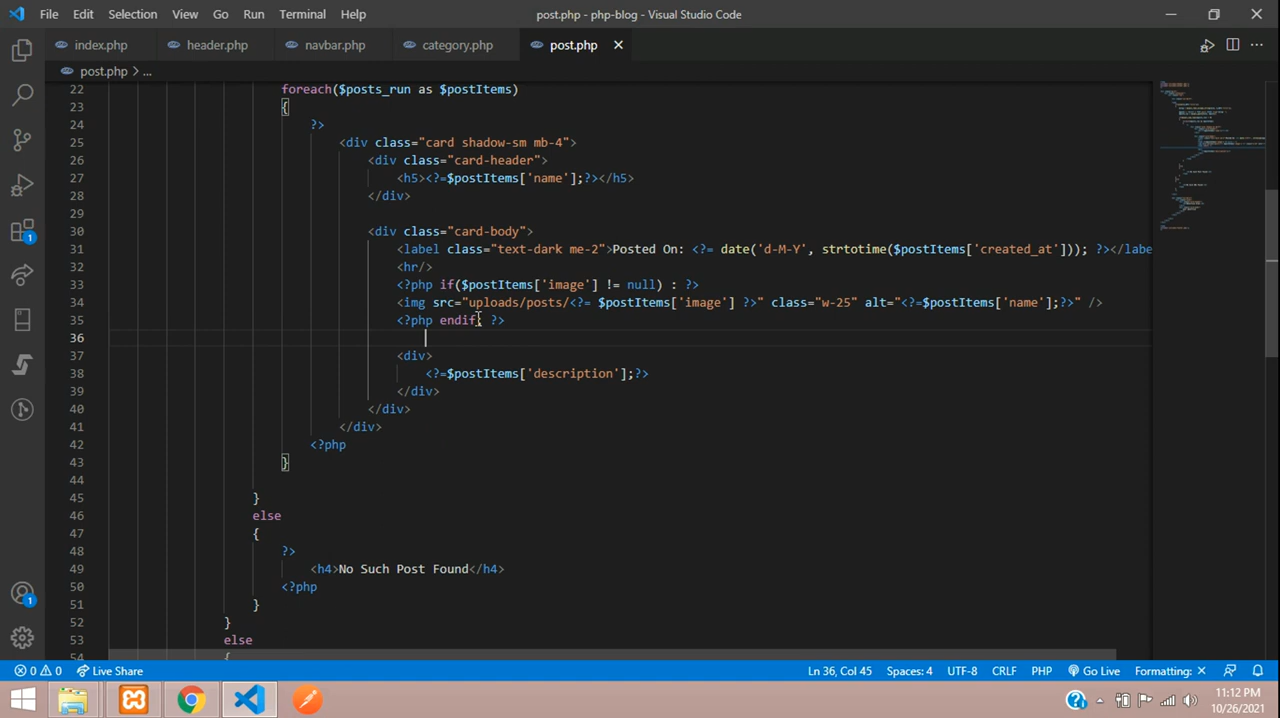 File Edit Selection View Go Run Terminal Help post.php - php-blog - Visual Studio Code
index.php header.php navbar.php category.php post.php
post.php > ...
22 foreach($posts_run as $postItems)
23 {
24 ?>
25 <div class="card shadow-sm mb-4">
26 <div class="card-header">
27 <h5><?=$postItems['name'];?></h5>
28 </div>
29
30 <div class="card-body">
31 <label class="text-dark me-2">Posted On: <?= date('d-M-Y', strtotime($postItems['created_at'])); ?></labe
32 <hr/>
33 <?php if($postItems['image'] != null) : ?>
34 <img src="uploads/posts/<?= $postItems['image'] ?>" class="w-25" alt="<?=$postItems['name'];?>" />
35 <?php endif; ?>
36
37 <div>
38 <?=$postItems['description'];?>
39 </div>
40 </div>
41 </div>
42 <?php
43 }
44
45 }
46 else
47 {
48 ?>
49 <h4>No Such Post Found</h4>
50 <?php
51 }
52 }
53 else
54 {
1
1
0 0 Live Share Ln 36, Col 45 Spaces: 4 UTF-8 CRLF PHP Go Live Formatting: ✕
11:12 PM
10/26/2021